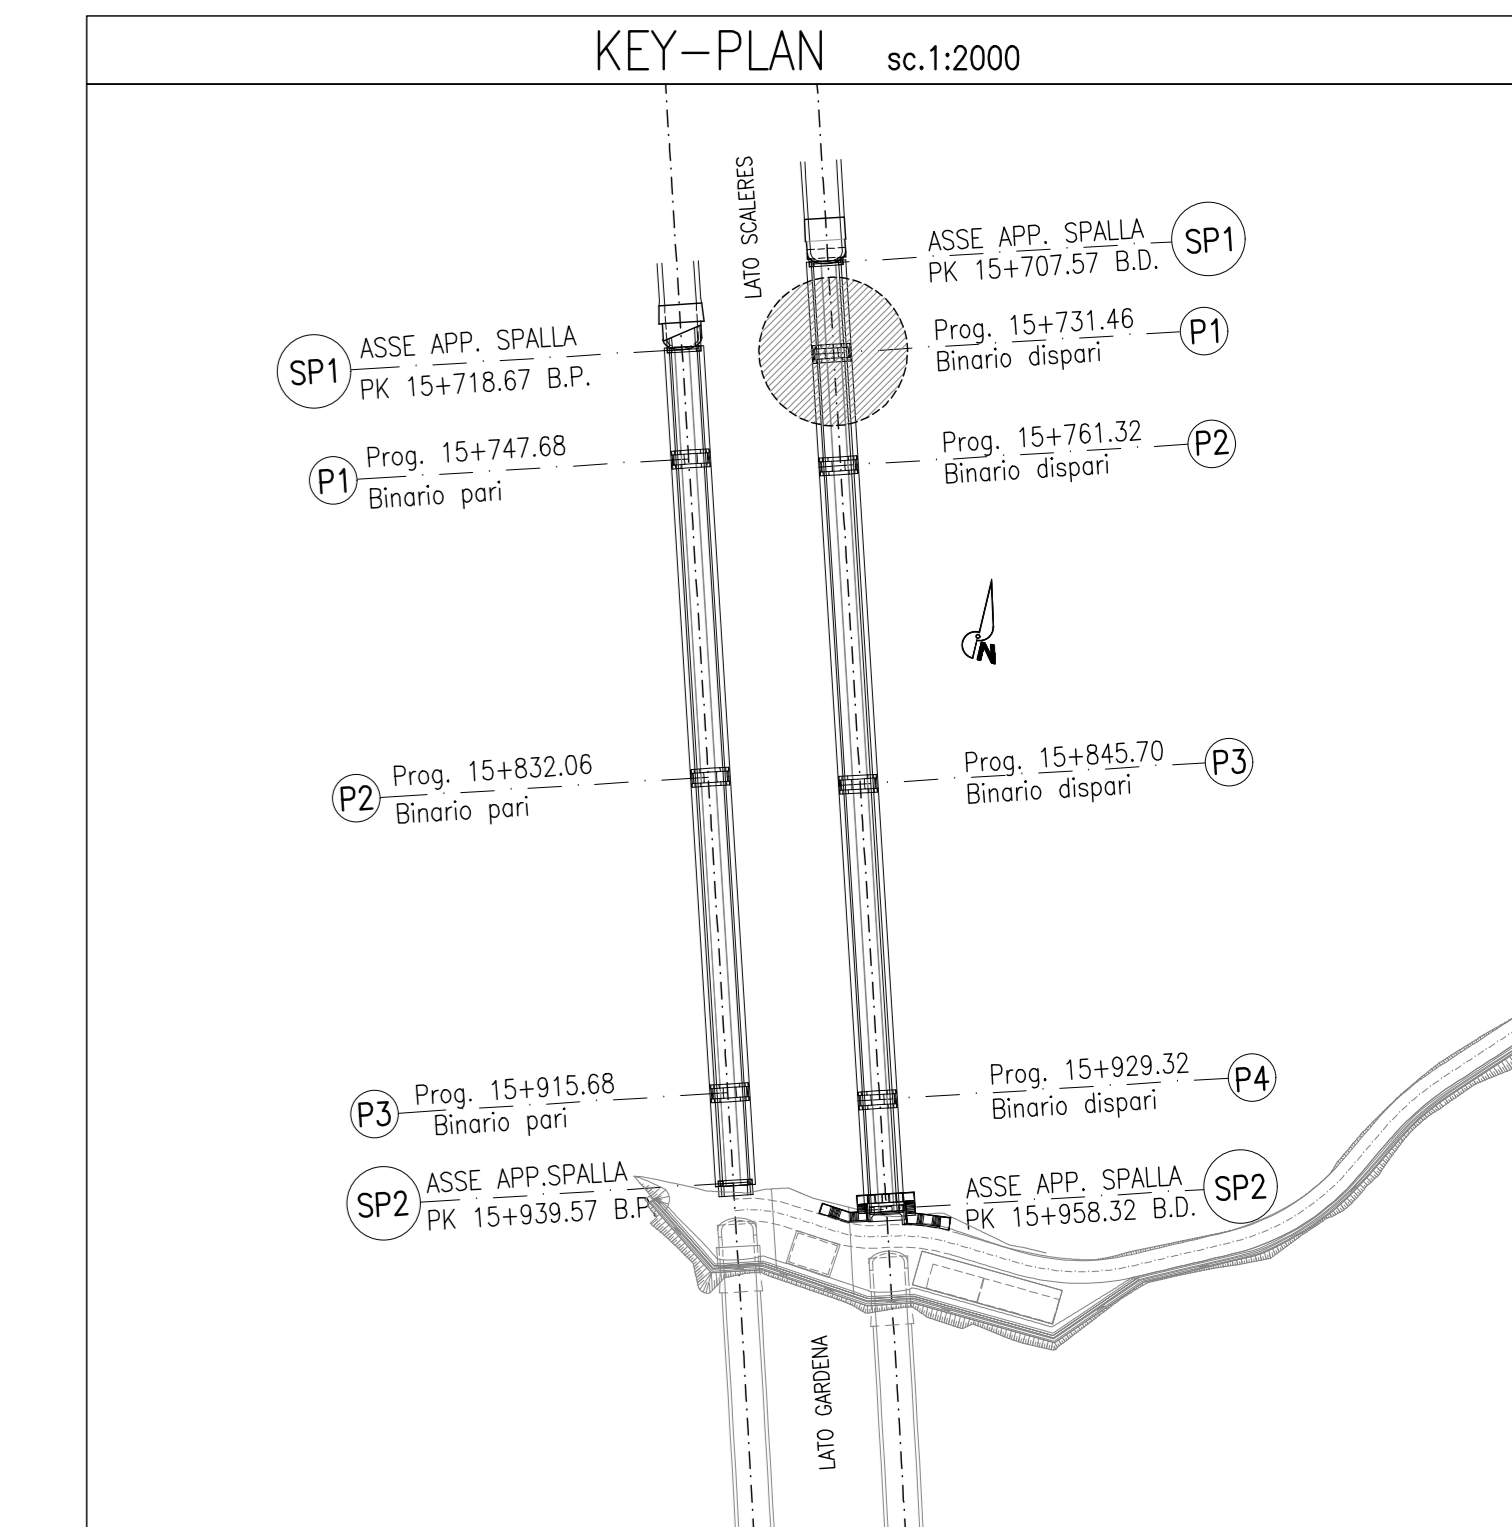 KEY-PLAN sc.1:2000
LATO SCALERES
ASSE APP. SPALLA
PK 15+707.57 B.D.
SP1
Prog. 15+731.46
Binario dispari
P1
SP1
ASSE APP. SPALLA
PK 15+718.67 B.P.
Prog. 15+761.32
Binario dispari
P2
P1
Prog. 15+747.68
Binario pari
N
P2
Prog. 15+832.06
Binario pari
Prog. 15+845.70
Binario dispari
P3
P3
Prog. 15+915.68
Binario pari
Prog. 15+929.32
Binario dispari
P4
SP2
ASSE APP.SPALLA
PK 15+939.57 B.P
ASSE APP. SPALLA
PK 15+958.32 B.D.
SP2
LATO GARDENA